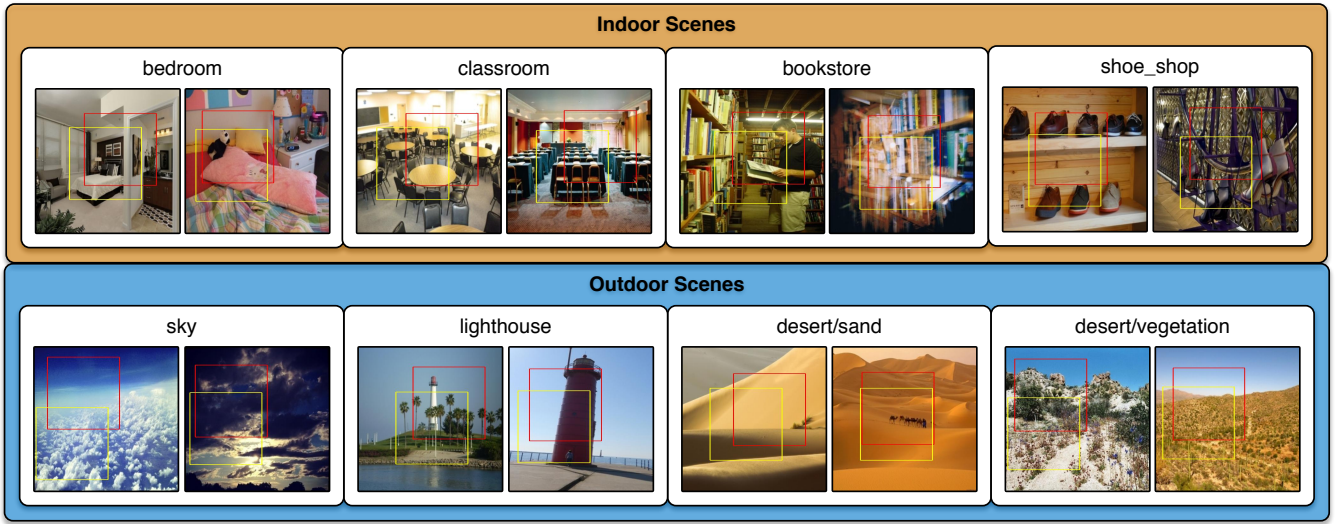 Indoor Scenes
bedroom
classroom
bookstore
shoe_shop
Outdoor Scenes
sky
lighthouse
desert/sand
desert/vegetation